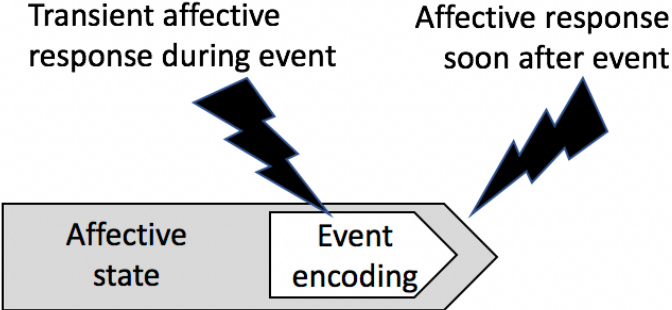 Transient affective
response during event
Affective response
soon after event
Affective
state
Event
encoding